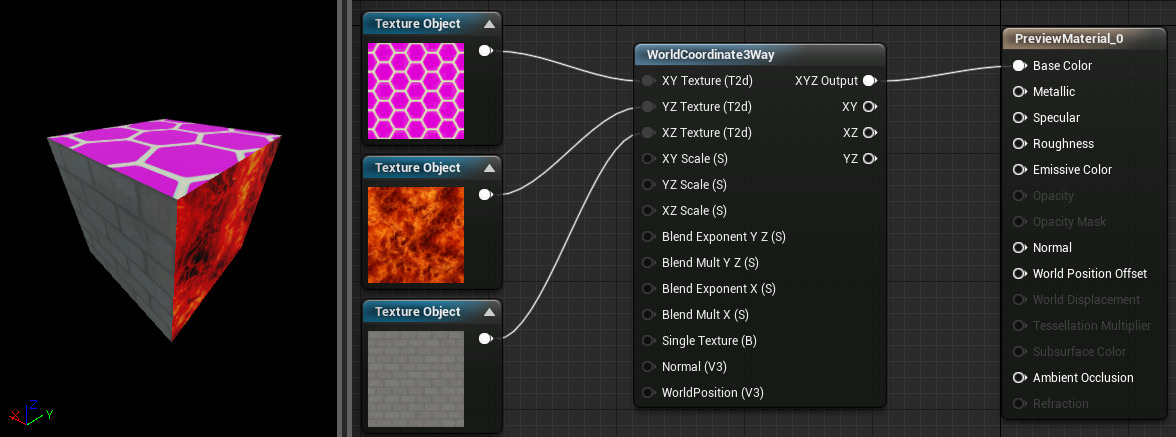 Texture Object
Texture Object
Texture Object
WorldCoordinate3Way
XY Texture (T2d) XYZ Output
YZ Texture (T2d) XY
XZ Texture (T2d) XZ
XY Scale (S) YZ
YZ Scale (S)
XZ Scale (S)
Blend Exponent Y Z (S)
Blend Mult Y Z (S)
Blend Exponent X (S)
Blend Mult X (S)
Single Texture (B)
Normal (V3)
WorldPosition (V3)
PreviewMaterial_0
Base Color
Metallic
Specular
Roughness
Emissive Color
Opacity
Opacity Mask
Normal
World Position Offset
World Displacement
Tessellation Multiplier
Subsurface Color
Ambient Occlusion
Refraction
X Z Y